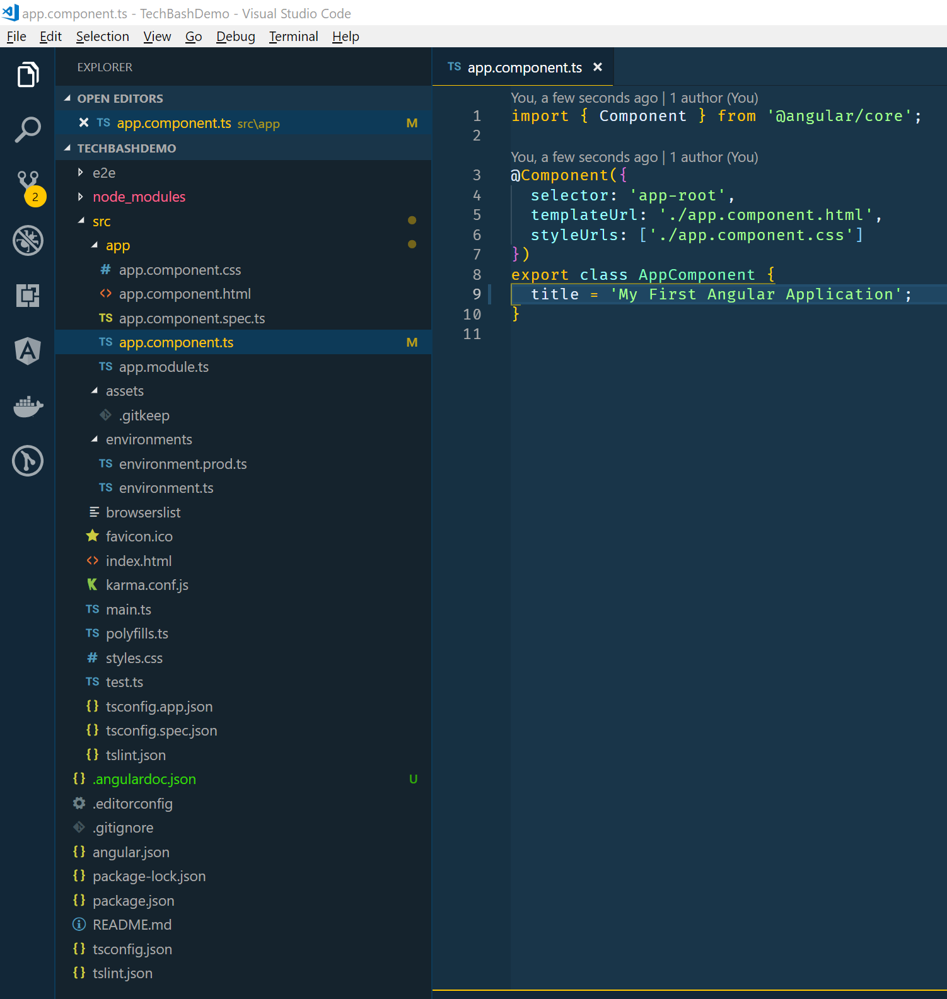 app.component.ts - TechBashDemo - Visual Studio Code
File Edit Selection View Go Debug Terminal Help
EXPLORER
OPEN EDITORS
TS app.component.ts src\app M
TECHBASHDEMO
e2e
node_modules
2
src
app
# app.component.css
<> app.component.html
TS app.component.spec.ts
TS app.component.ts M
TS app.module.ts
assets
.gitkeep
environments
TS environment.prod.ts
TS environment.ts
browserslist
favicon.ico
<> index.html
karma.conf.js
TS main.ts
TS polyfills.ts
# styles.css
TS test.ts
{} tsconfig.app.json
{} tsconfig.spec.json
{} tslint.json
{} .angulardoc.json U
.editorconfig
.gitignore
{} angular.json
{} package-lock.json
{} package.json
README.md
{} tsconfig.json
{} tslint.json
TS app.component.ts
You, a few seconds ago | 1 author (You)
1 import { Component } from '@angular/core';
2
You, a few seconds ago | 1 author (You)
3 @Component({
4 selector: 'app-root',
5 templateUrl: './app.component.html',
6 styleUrls: ['./app.component.css']
7 })
8 export class AppComponent {
9 title = 'My First Angular Application';
10 }
11